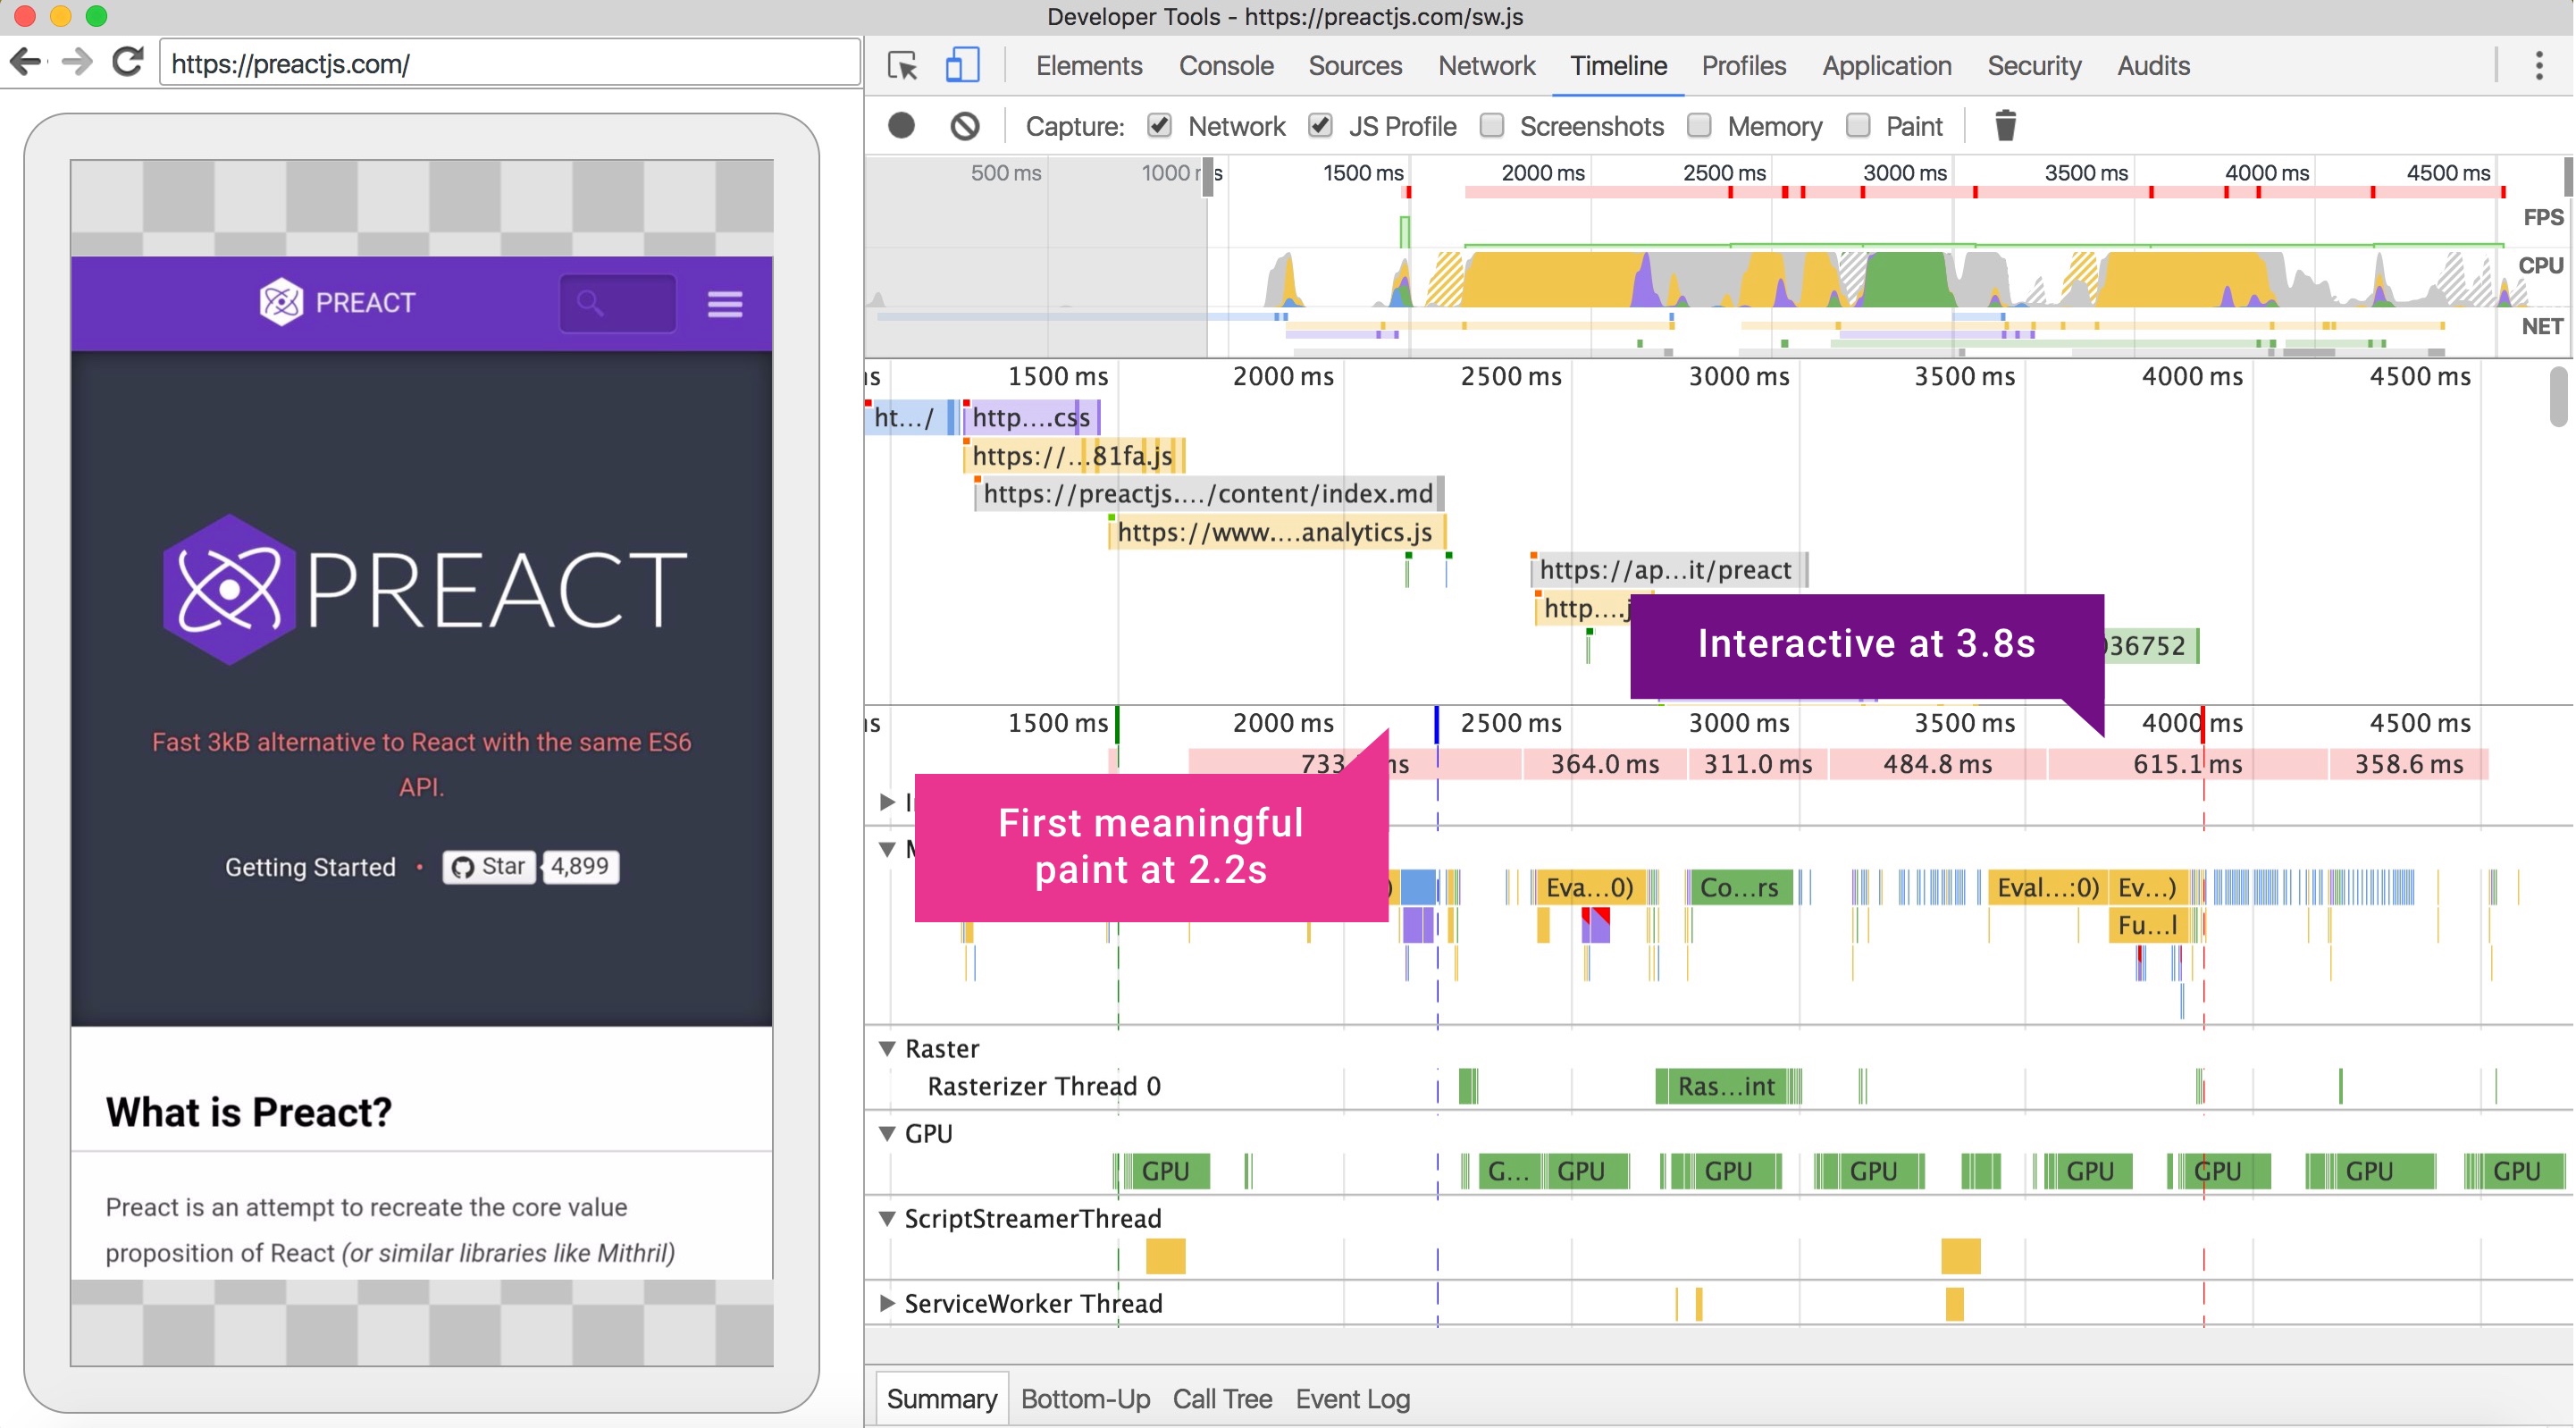 Developer Tools - https://preactjs.com/sw.js
https://preactjs.com/
Elements Console Sources Network Timeline Profiles Application Security Audits
Capture: Network JS Profile Screenshots Memory Paint
500 ms 1000 ms 1500 ms 2000 ms 2500 ms 3000 ms 3500 ms 4000 ms 4500 ms
FPS
CPU
NET
PREACT
PREACT
Fast 3kB alternative to React with the same ES6
API.
Getting Started • Star 4,899
What is Preact?
Preact is an attempt to recreate the core value
proposition of React (or similar libraries like Mithril)
1500 ms 2000 ms 2500 ms 3000 ms 3500 ms 4000 ms 4500 ms
ht…/ http….css
https://…81fa.js
https://preactjs.…/content/index.md
https://www.…analytics.js
https://ap…it/preact
http….j
Interactive at 3.8s
036752
1500 ms 2000 ms 2500 ms 3000 ms 3500 ms 4000 ms 4500 ms
733 ms 364.0 ms 311.0 ms 484.8 ms 615.1 ms 358.6 ms
First meaningful
paint at 2.2s
Eva…0) Co…rs Eval…:0) Ev…)
Fu…l
Raster
Rasterizer Thread 0 Ras…int
GPU
GPU G… GPU GPU GPU GPU GPU GPU GPU
ScriptStreamerThread
ServiceWorker Thread
Summary Bottom-Up Call Tree Event Log